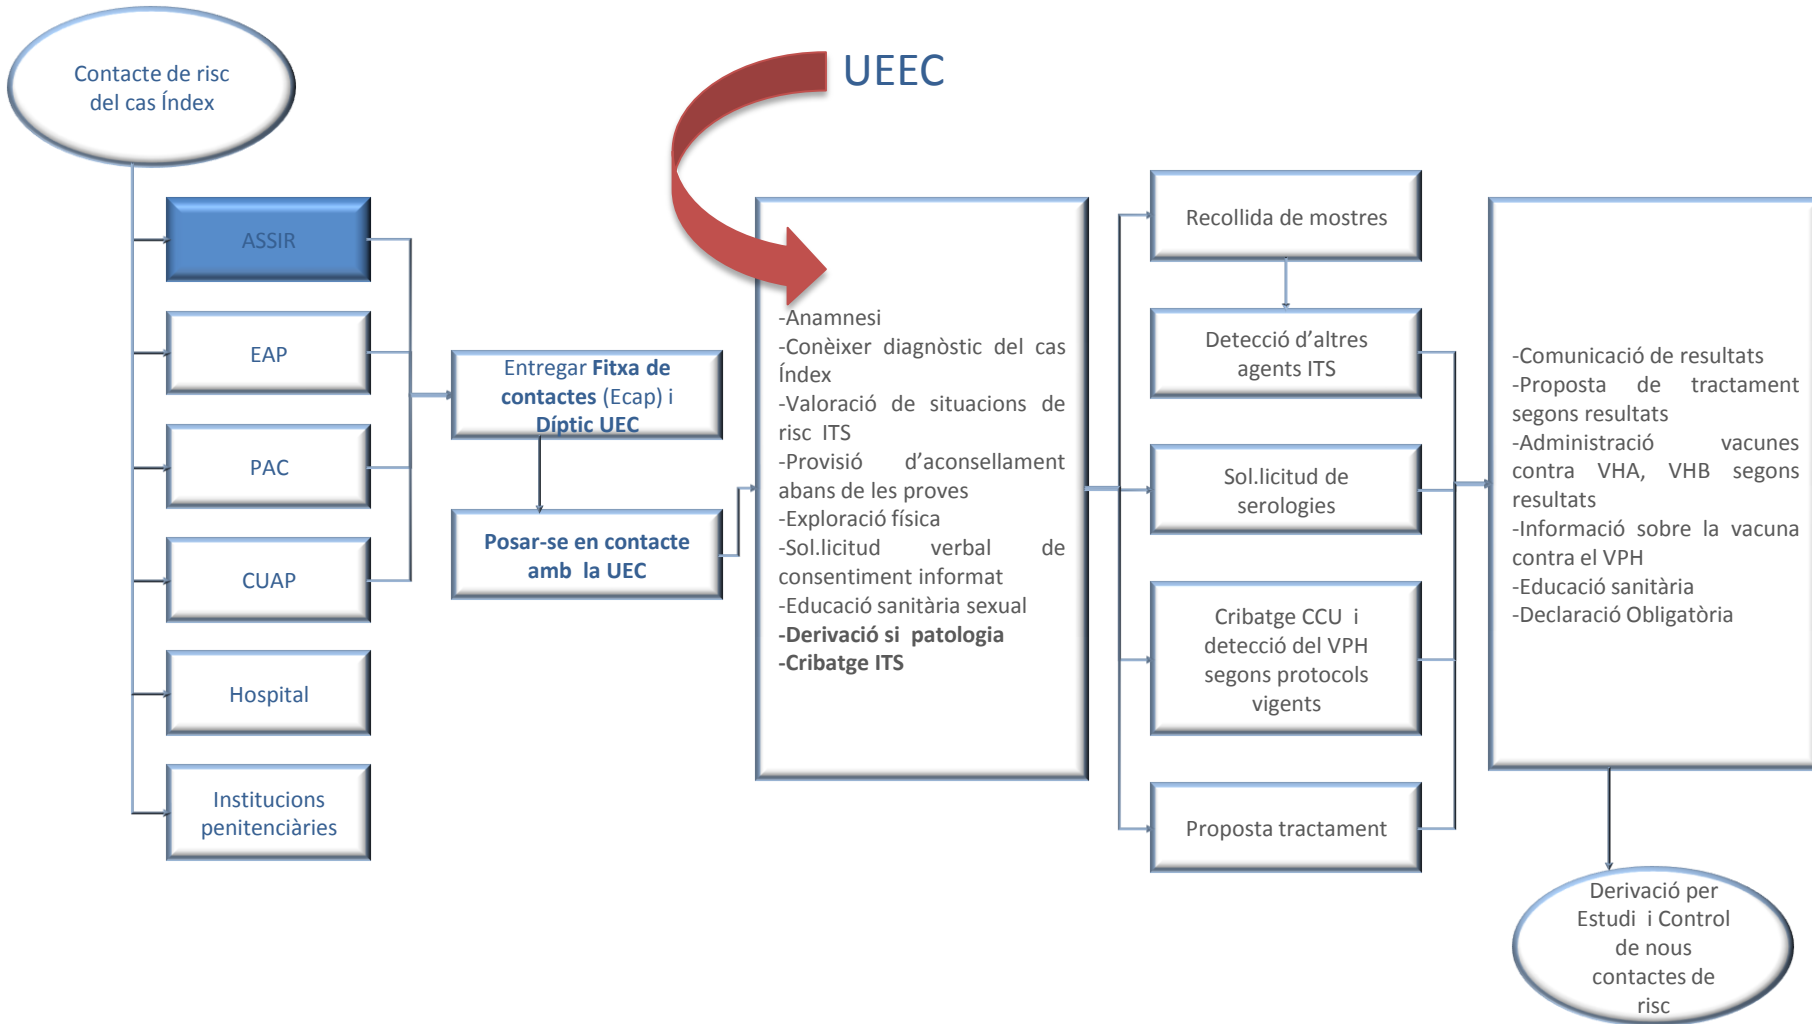 Contacte de risc
del cas Índex
UEEC
ASSIR
EAP
PAC
CUAP
Hospital
Institucions
penitenciàries
Entregar Fitxa de
contactes (Ecap) i
Díptic UEC
Posar-se en contacte
amb la UEC
-Anamnesi
-Conèixer diagnòstic del cas
Índex
-Valoració de situacions de
risc ITS
-Provisió d'aconsellament
abans de les proves
-Exploració física
-Sol.licitud verbal de
consentiment informat
-Educació sanitària sexual
-Derivació si patologia
-Cribatge ITS
Recollida de mostres
Detecció d'altres
agents ITS
Sol.licitud de
serologies
Cribatge CCU i
detecció del VPH
segons protocols
vigents
Proposta tractament
-Comunicació de resultats
-Proposta de tractament
segons resultats
-Administració vacunes
contra VHA, VHB segons
resultats
-Informació sobre la vacuna
contra el VPH
-Educació sanitària
-Declaració Obligatòria
Derivació per
Estudi i Control
de nous
contactes de
risc